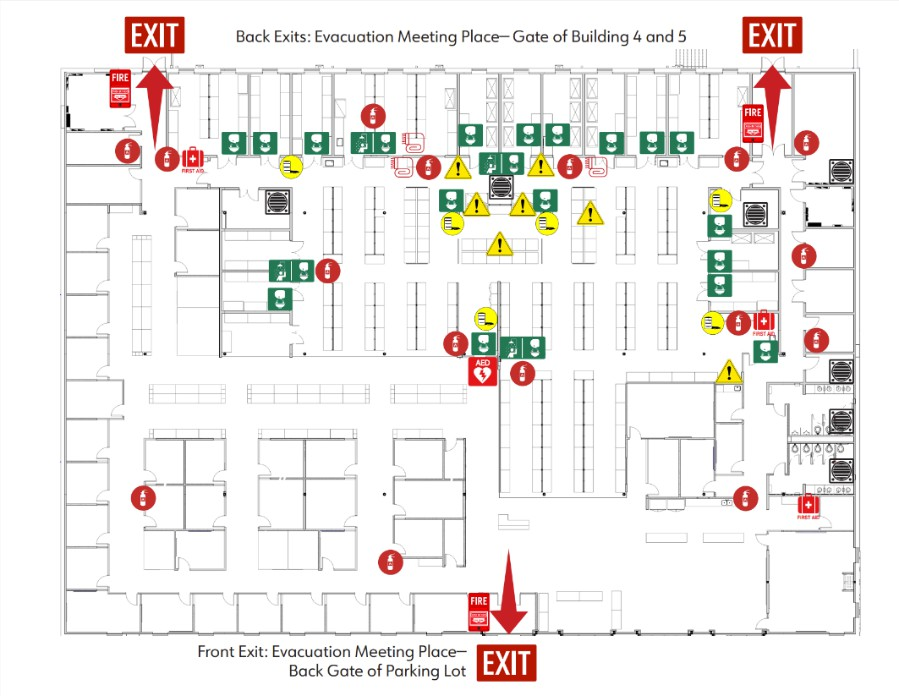 EXIT
Back Exits: Evacuation Meeting Place— Gate of Building 4 and 5
EXIT
FIRE
FIRE
FIRST AID
FIRST AID
AED
FIRST AID
FIRE
Front Exit: Evacuation Meeting Place—
Back Gate of Parking Lot
EXIT